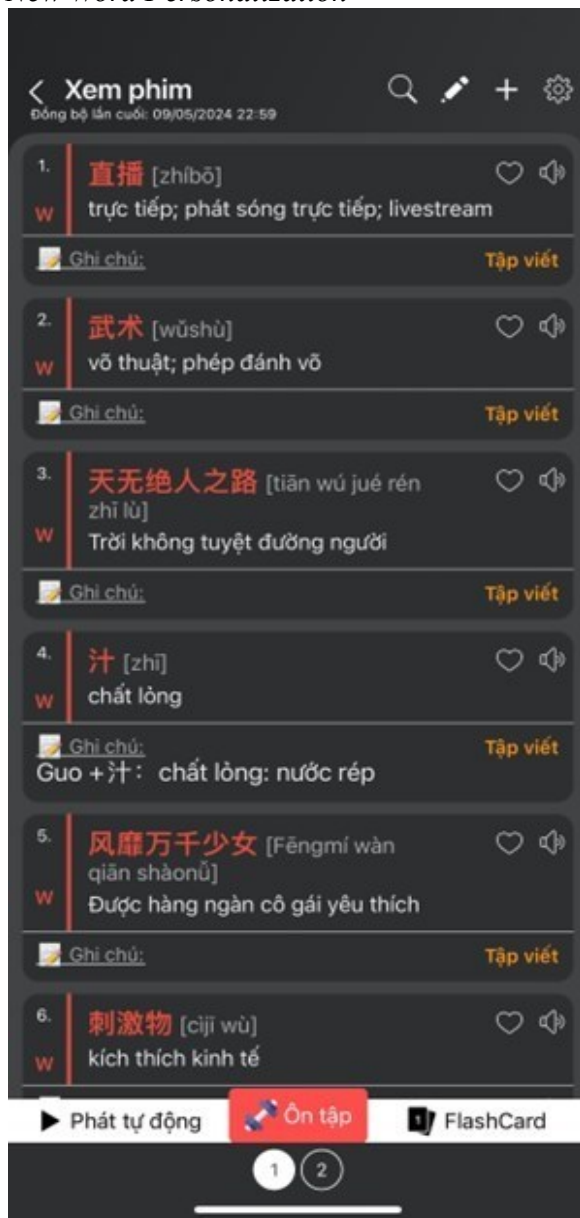 New Word Personalization
Xem phim
Đồng bộ lần cuối: 09/05/2024 22:59
1.
直播 [zhíbō]
W
trực tiếp; phát sóng trực tiếp; livestream
Ghi chú:
Tập viết
2.
武术 [wǔshù]
W
võ thuật; phép đánh võ
Ghi chú:
Tập viết
3.
天无绝人之路 [tiān wú jué rén
zhī lù]
W
Trời không tuyệt đường người
Ghi chú:
Tập viết
4.
汁 [zhī]
W
chất lỏng
Ghi chú:
Tập viết
Guo +汁： chất lỏng: nước rép
5.
风靡万千少女 [Fēngmí wàn
qiān shàonǚ]
W
Được hàng ngàn cô gái yêu thích
Ghi chú:
Tập viết
6.
刺激物 [cìjī wù]
W
kích thích kinh tế
Phát tự động
Ôn tập
1
FlashCard
1
2